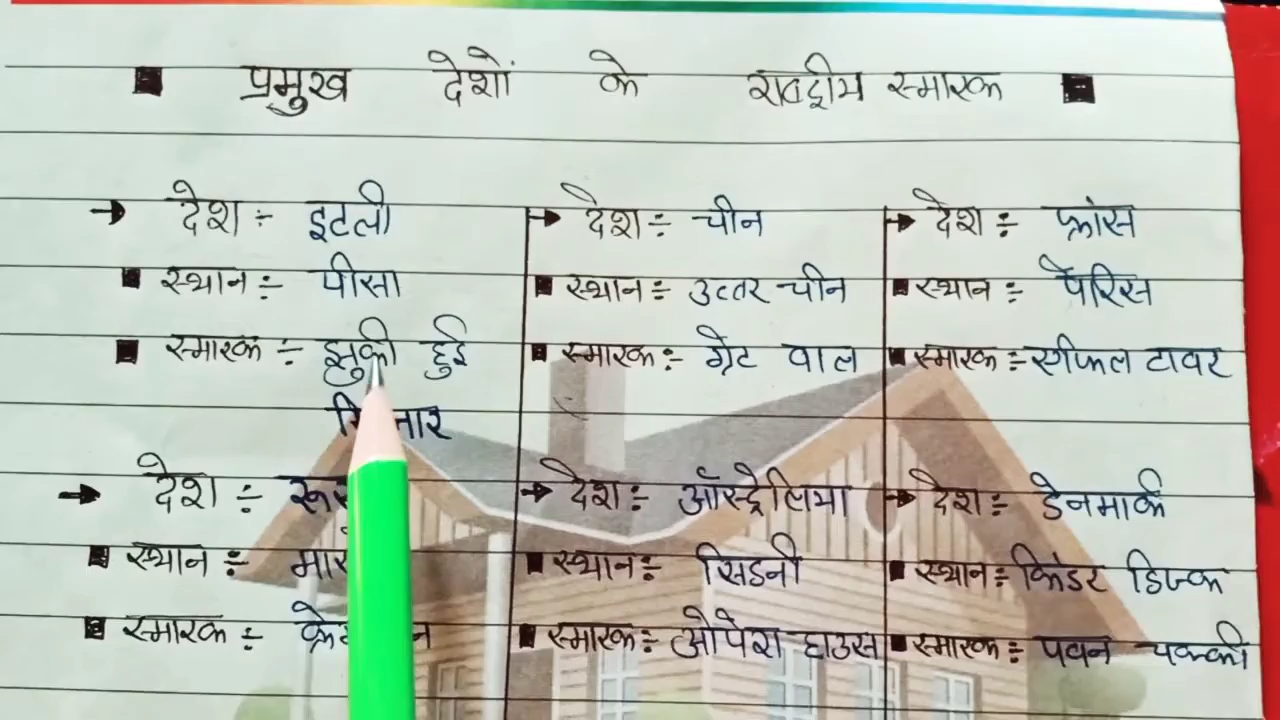 प्रमुख देशों के राष्ट्रीय स्मारक
देश ÷ इटली
स्थान ÷ पीसा
स्मारक ÷ झुकी हुई
देश ÷ चीन
स्थान ÷ उत्तर चीन
स्मारक ÷ ग्रेट वाल
देश ÷ फ्रांस
स्थान ÷ पेरिस
स्मारक ÷ एफिल टावर
देश ÷
स्थान ÷
स्मारक ÷
देश ÷ ऑस्ट्रेलिया
स्थान ÷ सिडनी
स्मारक ÷ ओपेरा हाउस
देश ÷ डेनमार्क
स्थान ÷ किंडर डिज्क
स्मारक ÷ पवन चक्की